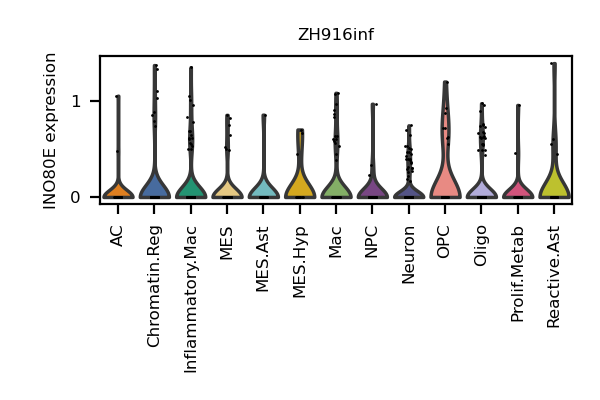 ZH916inf
INO80E expression
1
0
AC
Chromatin.Reg
Inflammatory.Mac
MES
MES.Ast
MES.Hyp
Mac
NPC
Neuron
OPC
Oligo
Prolif.Metab
Reactive.Ast